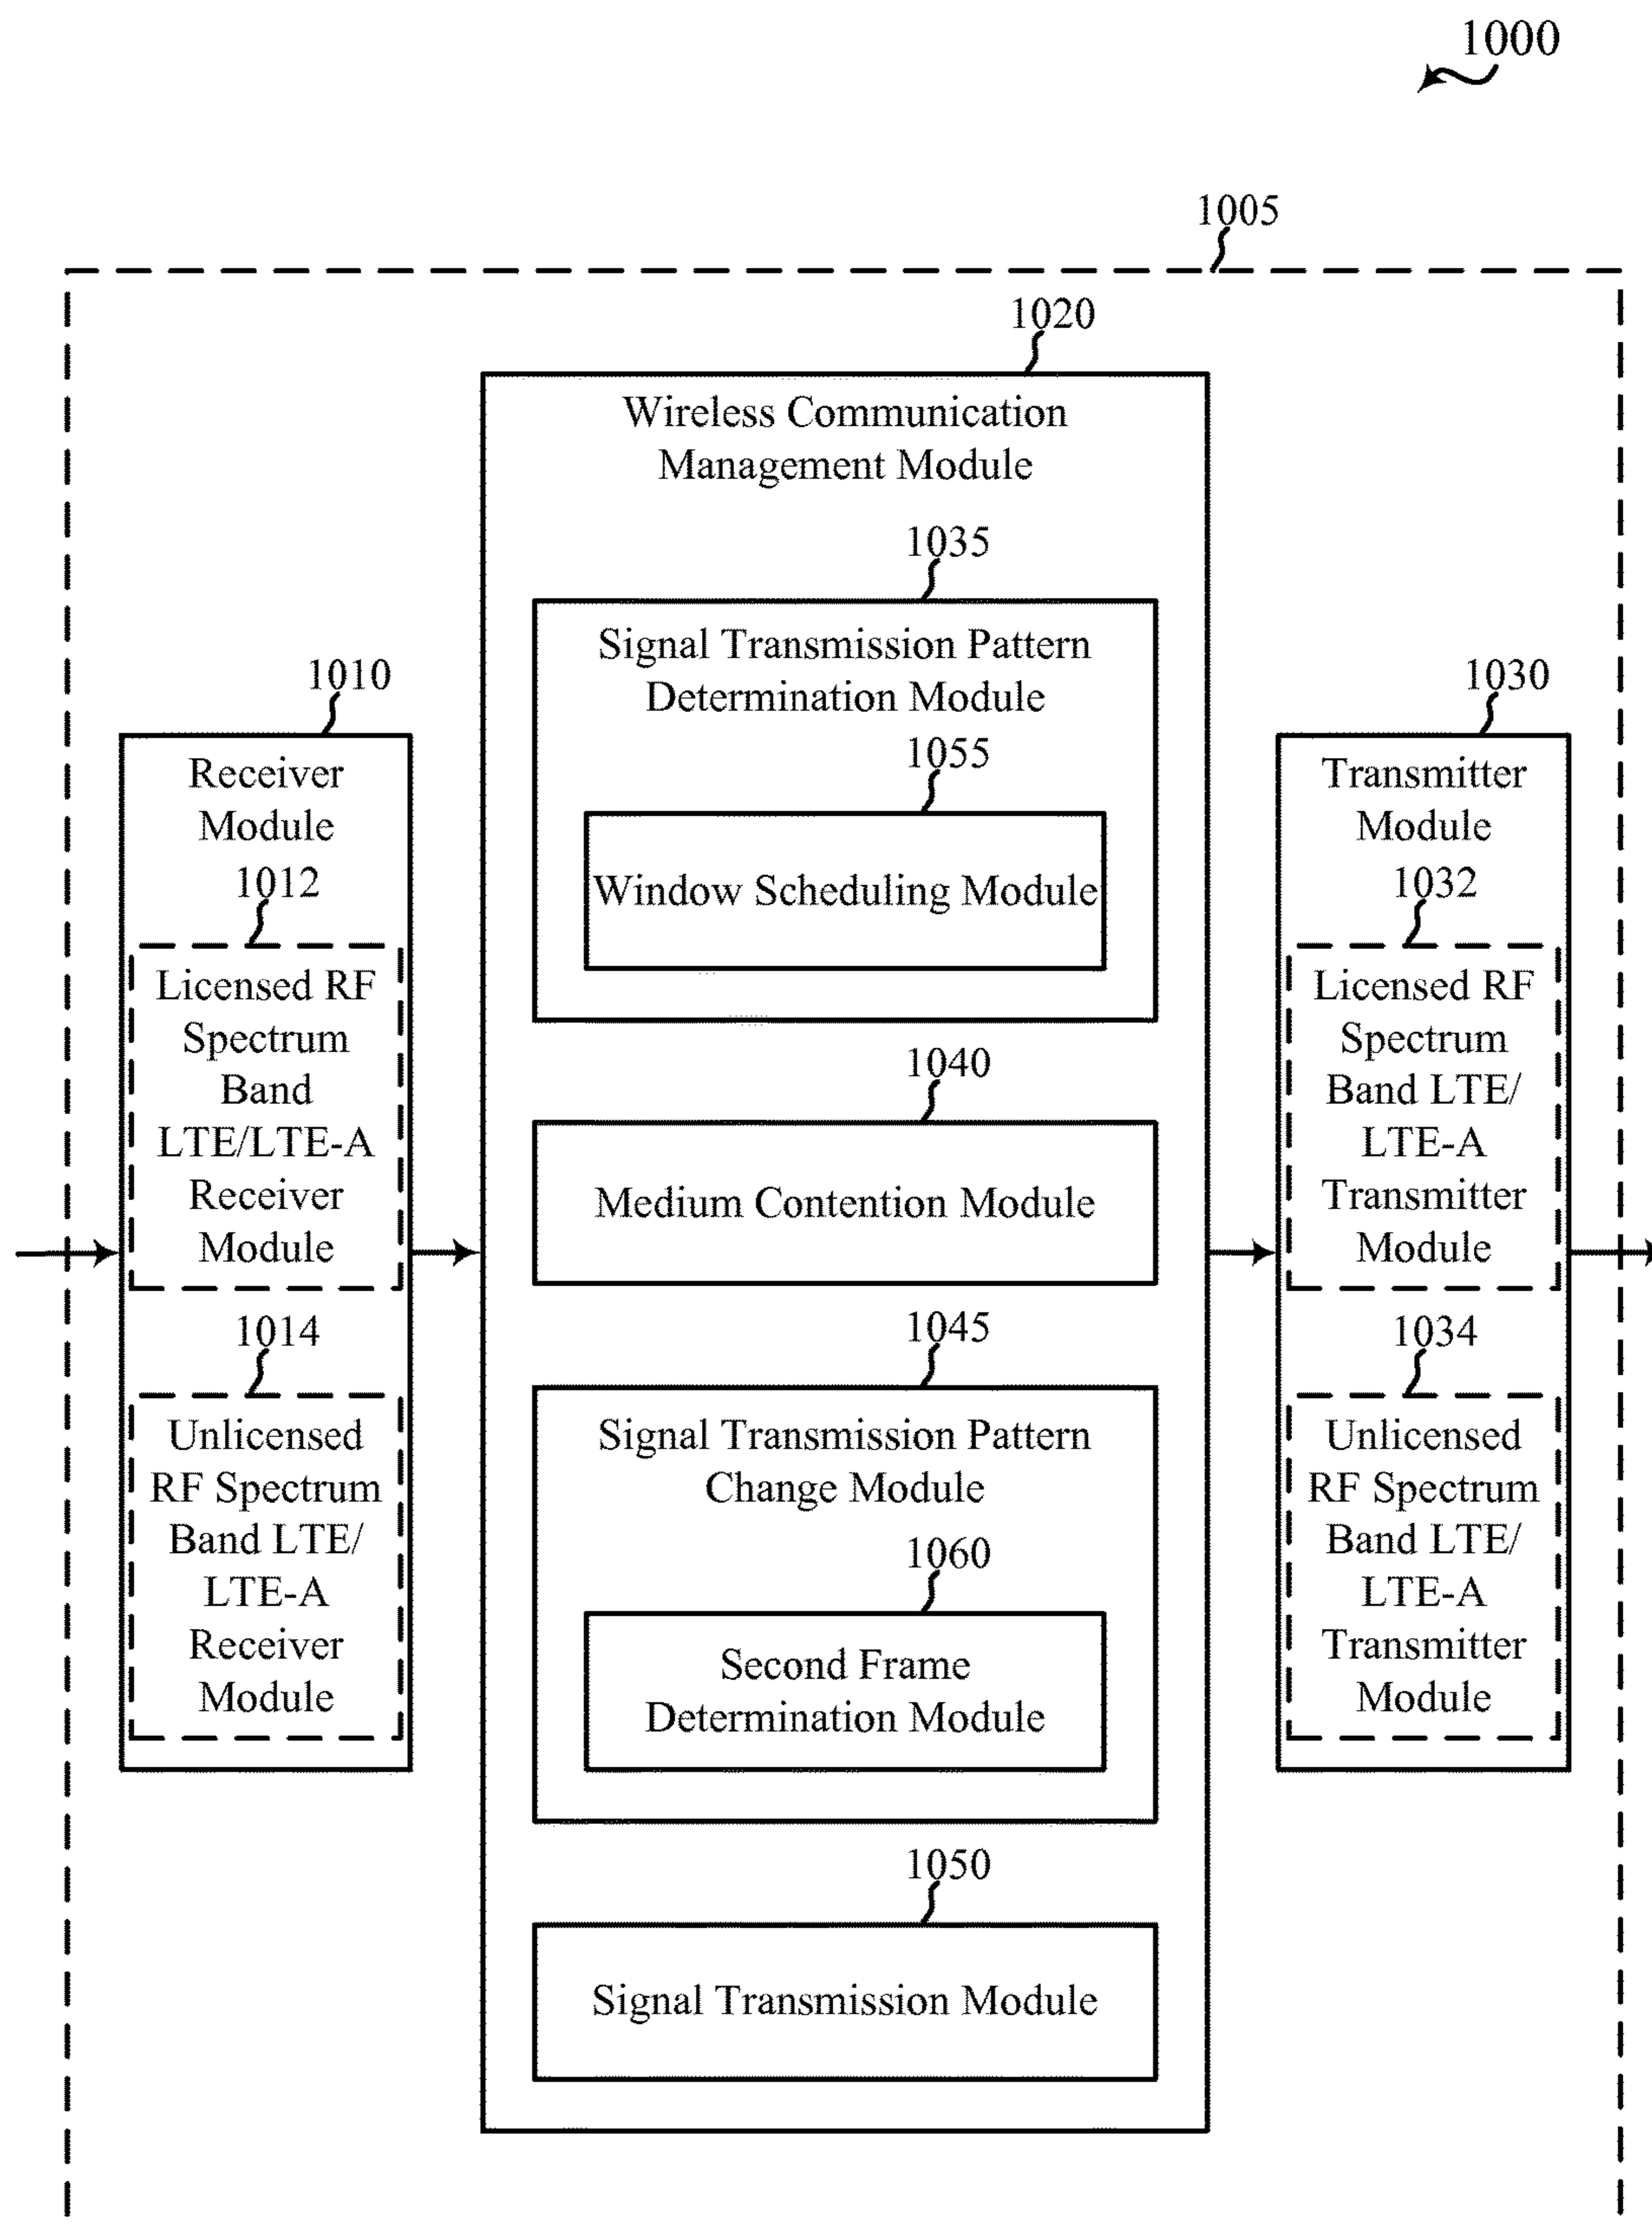 1000
1005
1020
Wireless Communication
Management Module
1035
Signal Transmission Pattern
Determination Module
1055
Window Scheduling Module
1040
Medium Contention Module
1045
Signal Transmission Pattern
Change Module
1060
Second Frame
Determination Module
1050
Signal Transmission Module
1010
Receiver
Module
1012
Licensed RF
Spectrum
Band
LTE/LTE-A
Receiver
Module
1014
Unlicensed
RF Spectrum
Band LTE/
LTE-A
Receiver
Module
1030
Transmitter
Module
1032
Licensed RF
Spectrum
Band LTE/
LTE-A
Transmitter
Module
1034
Unlicensed
RF Spectrum
Band LTE/
LTE-A
Transmitter
Module